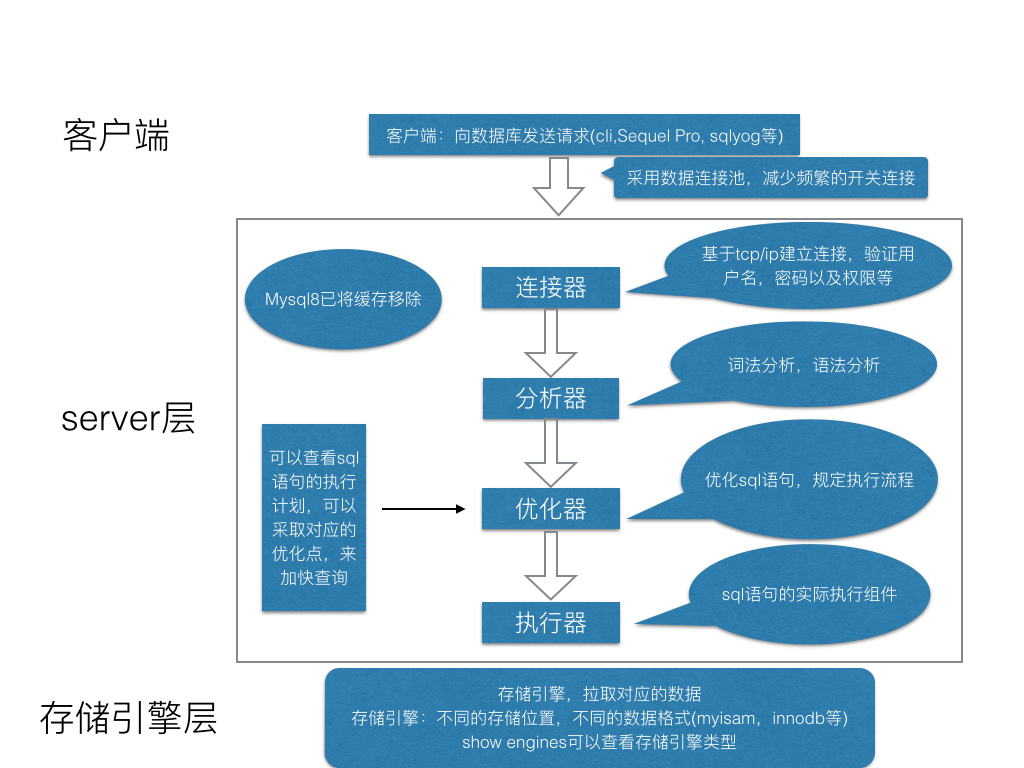 客户端
客户端：向数据库发送请求(cli,Sequel Pro, sqlyog等)
采用数据连接池，减少频繁的开关连接
Mysql8已将缓存移除
连接器
基于tcp/ip建立连接，验证用
户名，密码以及权限等
分析器
词法分析，语法分析
server层
可以查看sql
语句的执行
计划，可以
采取对应的
优化点，来
加快查询
优化器
优化sql语句，规定执行流程
执行器
sql语句的实际执行组件
存储引擎层
存储引擎，拉取对应的数据
存储引擎：不同的存储位置，不同的数据格式(myisam，innodb等)
show engines可以查看存储引擎类型